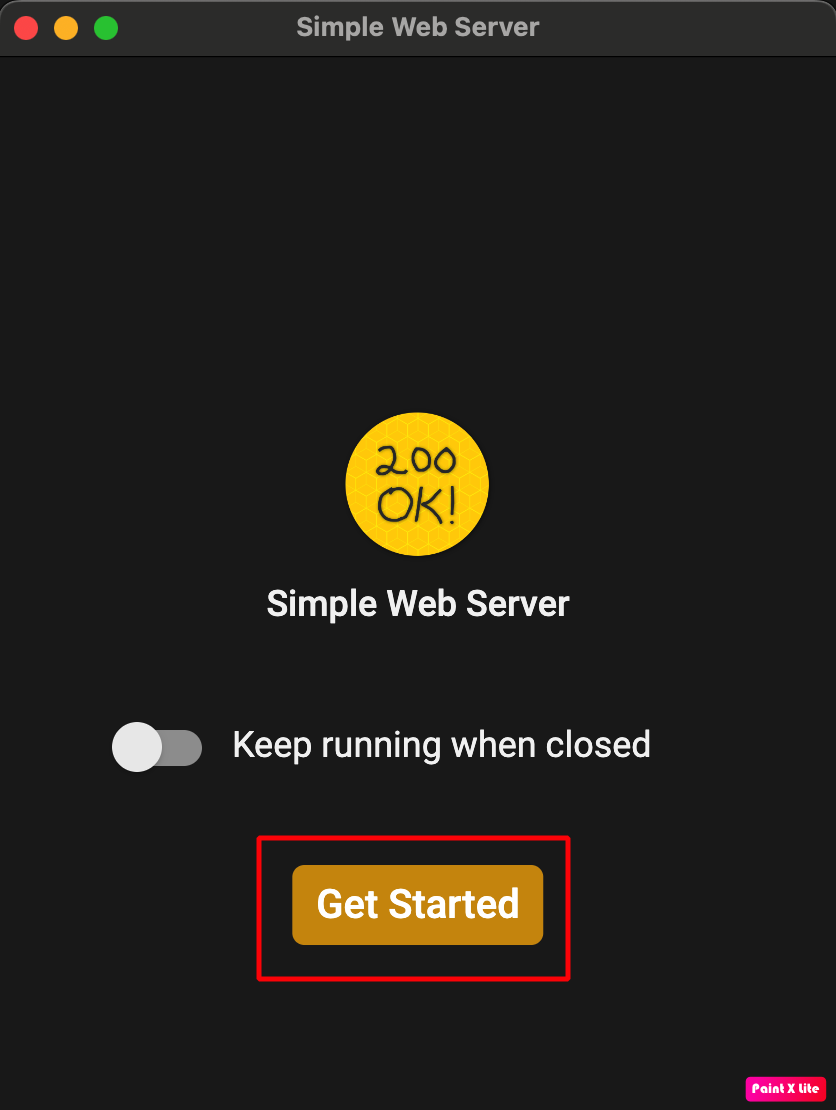 Simple Web Server
200
OK!
Simple Web Server
Keep running when closed
Get Started
Paint X Lite